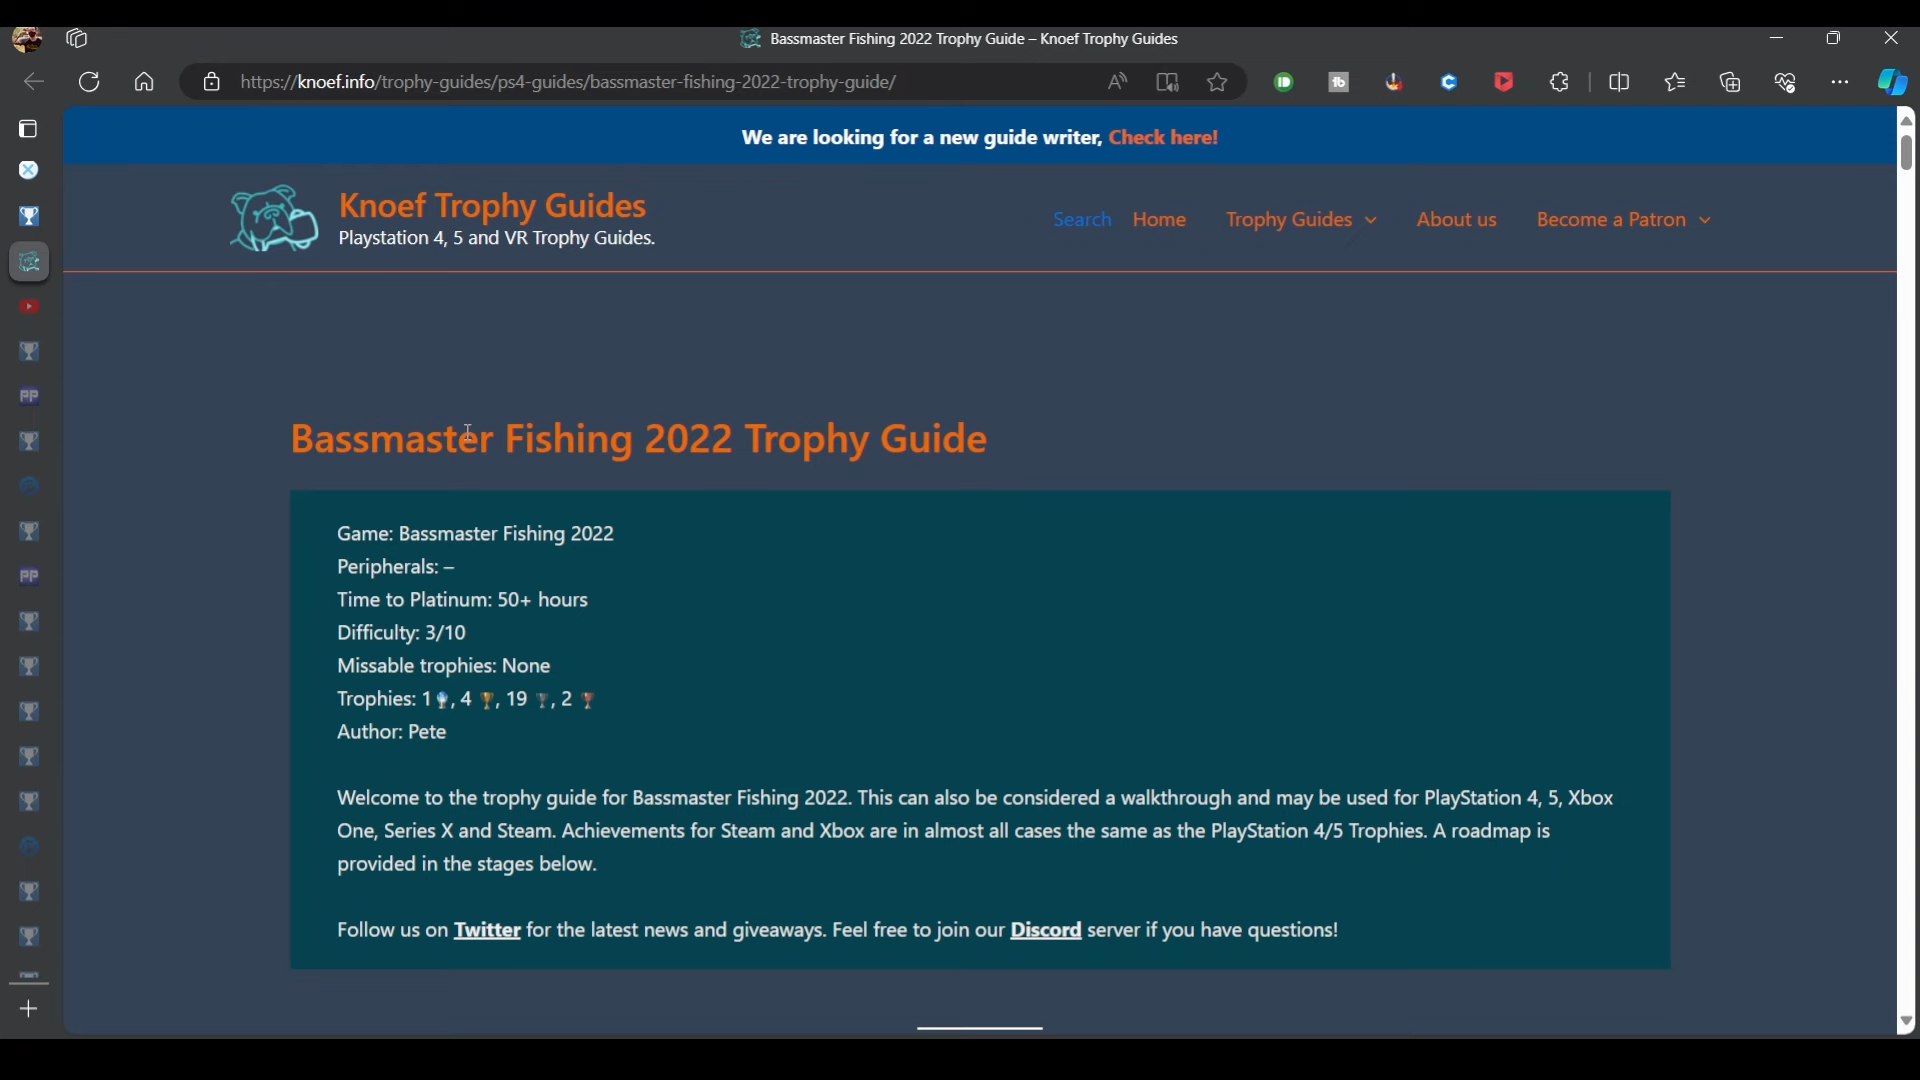 Bassmaster Fishing 2022 Trophy Guide – Knoef Trophy Guides
https://knoef.info/trophy-guides/ps4-guides/bassmaster-fishing-2022-trophy-guide/
We are looking for a new guide writer, Check here!
Knoef Trophy Guides
Playstation 4, 5 and VR Trophy Guides.
Search Home Trophy Guides About us Become a Patron
Bassmaster Fishing 2022 Trophy Guide
Game: Bassmaster Fishing 2022
Peripherals: –
Time to Platinum: 50+ hours
Difficulty: 3/10
Missable trophies: None
Trophies: 1 , 4 , 19 , 2
Author: Pete
Welcome to the trophy guide for Bassmaster Fishing 2022. This can also be considered a walkthrough and may be used for PlayStation 4, 5, Xbox
One, Series X and Steam. Achievements for Steam and Xbox are in almost all cases the same as the PlayStation 4/5 Trophies. A roadmap is
provided in the stages below.
Follow us on Twitter for the latest news and giveaways. Feel free to join our Discord server if you have questions!
PP
PP